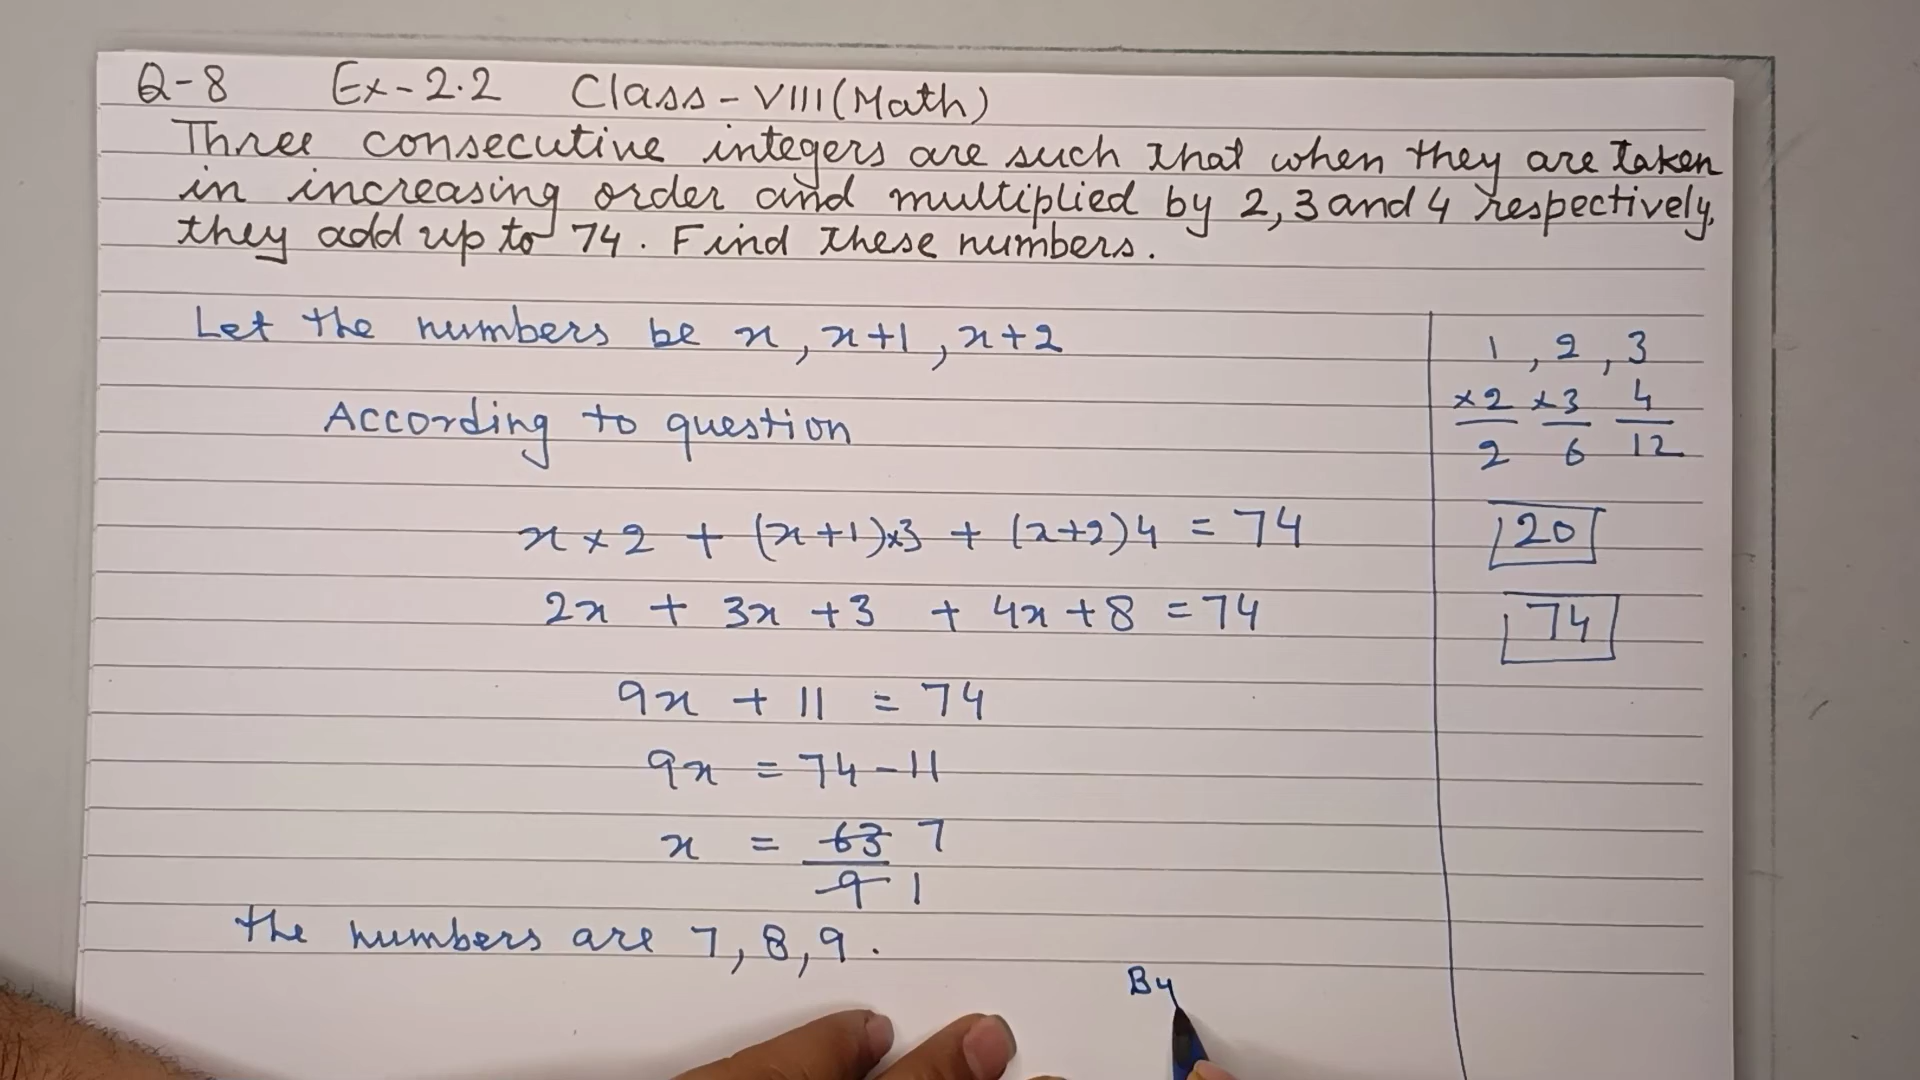 Q-8 Ex-2.2 Class-VIII(Math)
Three consecutive integers are such that when they are taken
in increasing order and multiplied by 2, 3 and 4 respectively,
they add up to 74. Find these numbers.
Let the numbers be x, x+1, x+2
According to question
x × 2 + (x+1)×3 + (x+2)4 = 74
2x + 3x +3 + 4x +8 = 74
9x + 11 = 74
9x = 74-11
x = 63 7
9 1
the numbers are 7, 8, 9.
By
1, 2, 3
×2 ×3 4
2 6 12
20
74